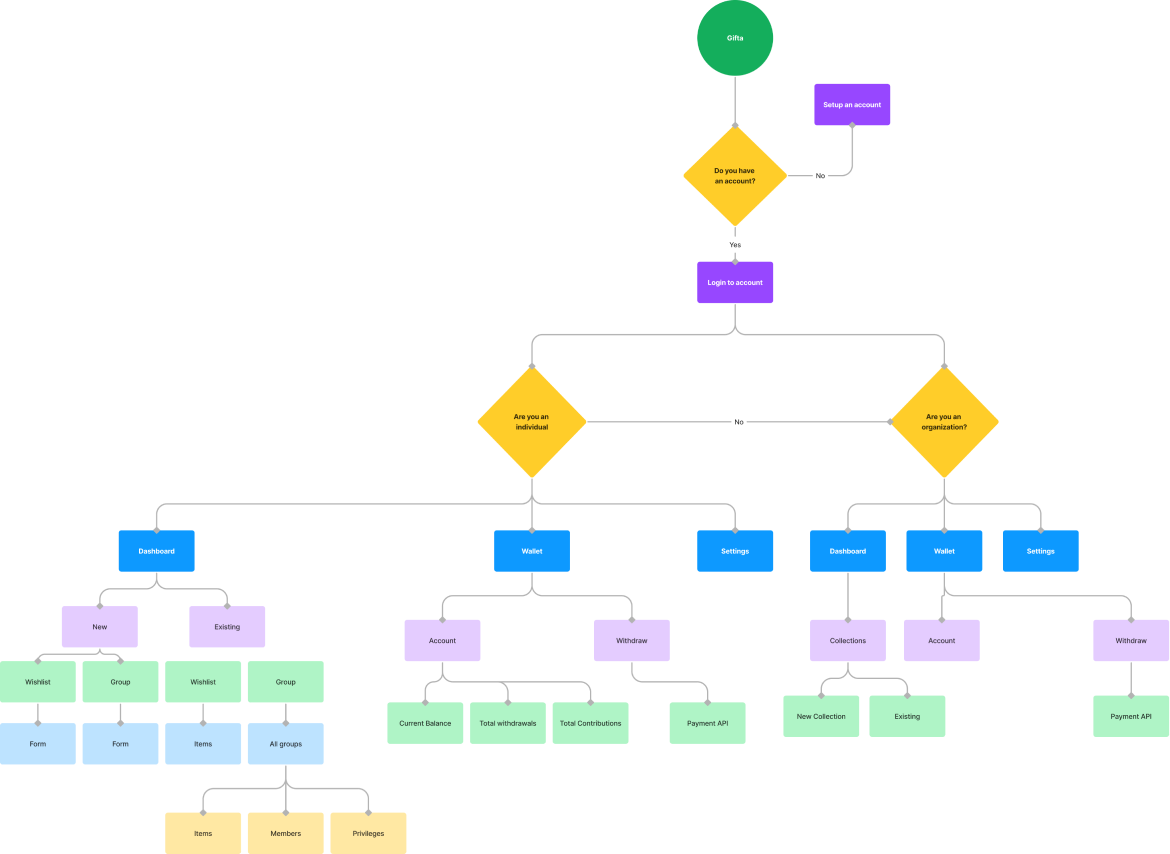 Gifta
Setup an account
Do you have
an account?
No
Yes
Login to account
Are you an
individual
No
Are you an
organization?
Dashboard
Wallet
Settings
Dashboard
Wallet
Settings
New
Existing
Account
Withdraw
Collections
Account
Withdraw
Wishlist
Group
Wishlist
Group
Current Balance
Total withdrawals
Total Contributions
Payment API
New Collection
Existing
Payment API
Form
Form
Items
All groups
Items
Members
Privileges